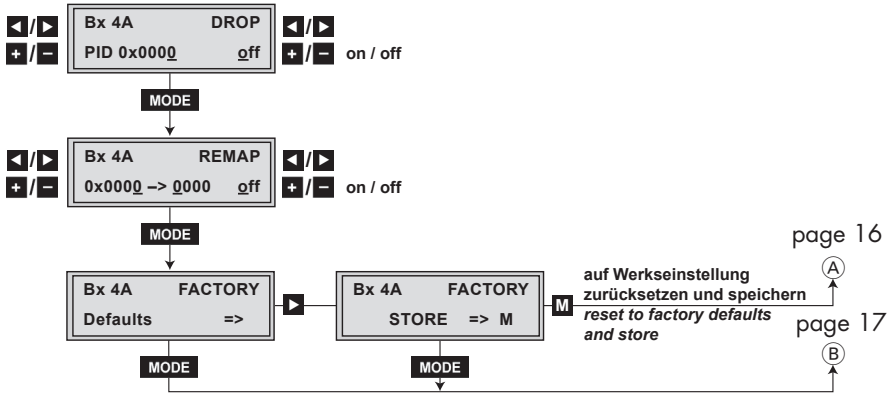 ◄/► Bx 4A DROP ◄/►
+/− PID 0x0000 off +/− on / off
MODE
◄/► Bx 4A REMAP ◄/►
+/− 0x0000 –> 0000 off +/− on / off
MODE
page 16
A
Bx 4A FACTORY
Defaults =>
►
Bx 4A FACTORY
STORE => M
M
auf Werkseinstellung
zurücksetzen und speichern
reset to factory defaults
and store
page 17
B
MODE
MODE